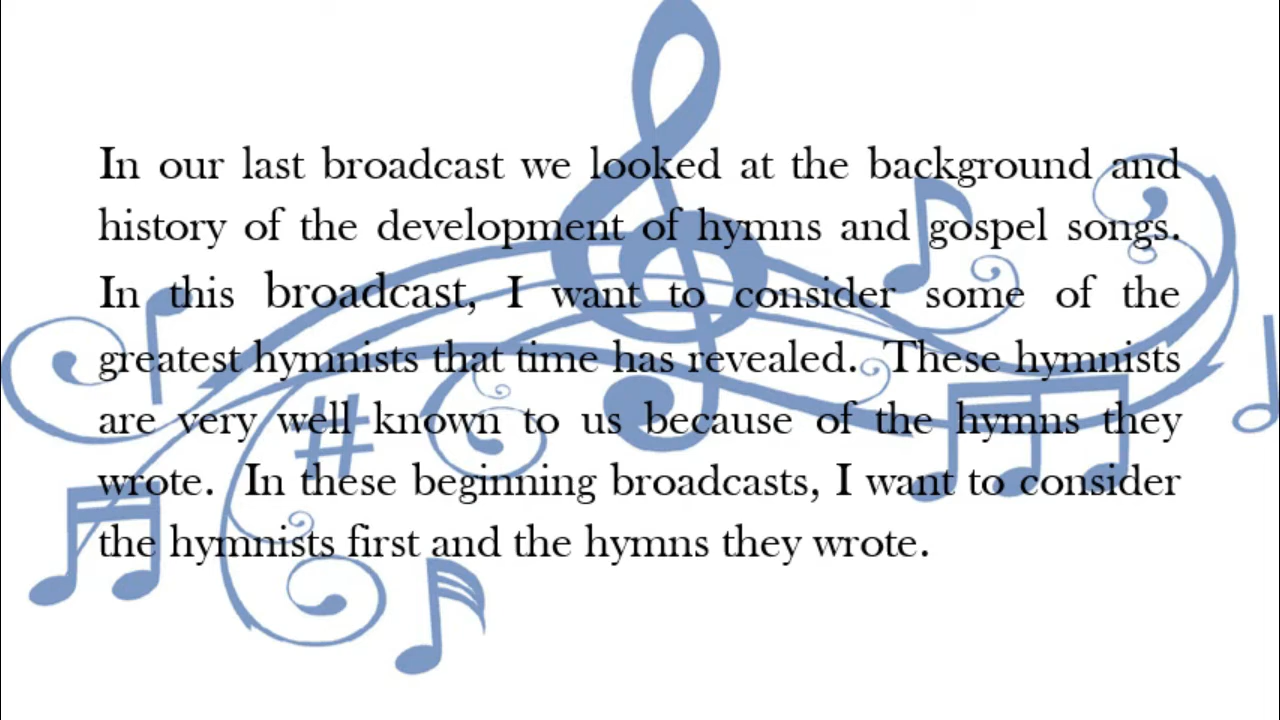 In our last broadcast we looked at the background and
history of the development of hymns and gospel songs.
In this broadcast, I want to consider some of the
greatest hymnists that time has revealed.  These hymnists
are very well known to us because of the hymns they
wrote.  In these beginning broadcasts, I want to consider
the hymnists first and the hymns they wrote.